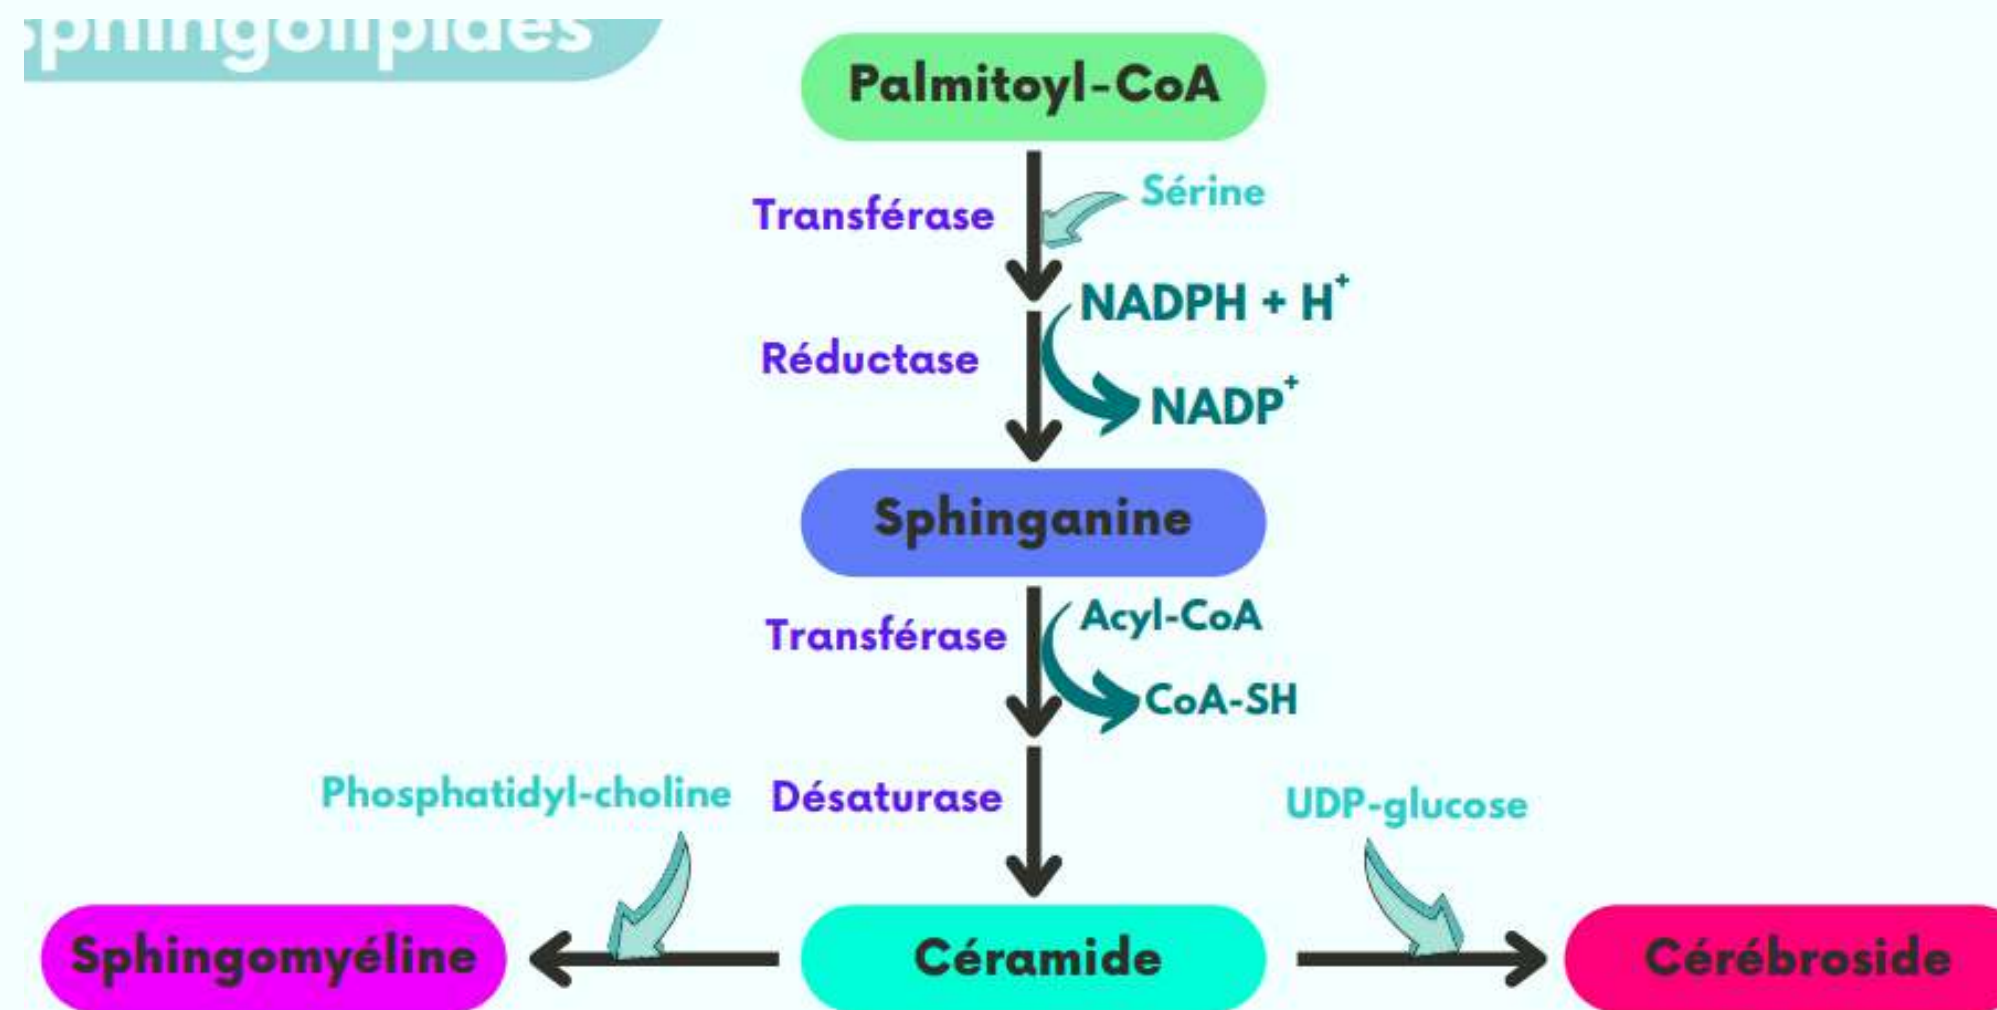 sphingolipides
Palmitoyl-CoA
Transférase
Sérine
NADPH + H⁺
Réductase
NADP⁺
Sphinganine
Transférase
Acyl-CoA
CoA-SH
Phosphatidyl-choline
Désaturase
UDP-glucose
Sphingomyéline
Céramide
Cérébroside